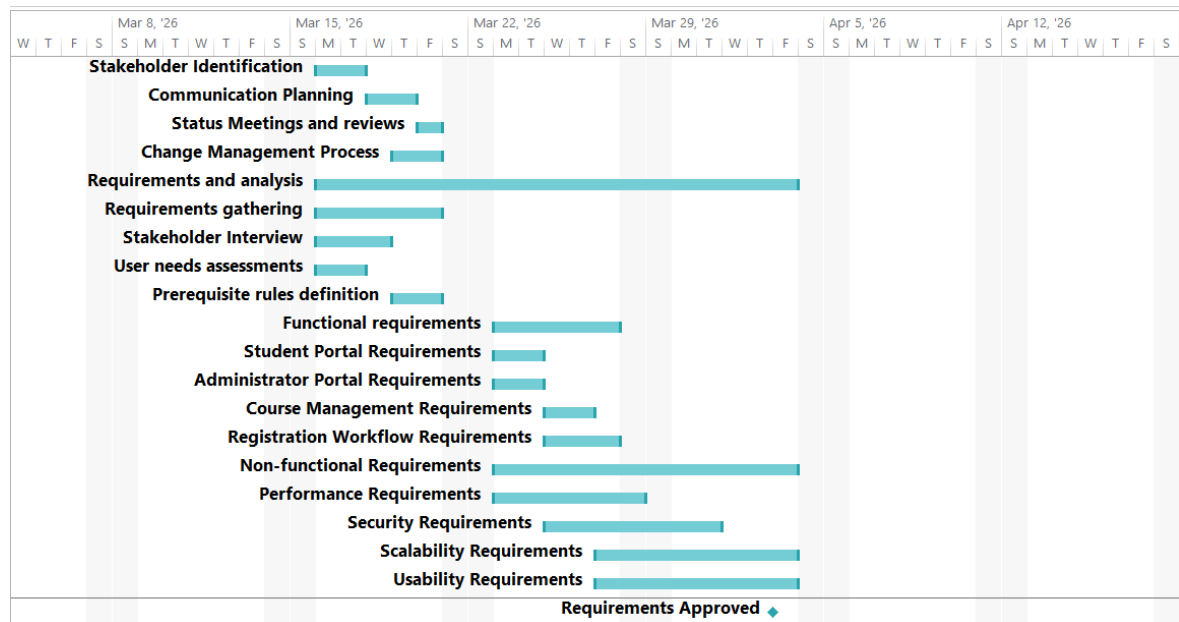 Mar 8, '26 Mar 15, '26 Mar 22, '26 Mar 29, '26 Apr 5, '26 Apr 12, '26
W T F S S M T W T F S S M T W T F S S M T W T F S S M T W T F S S M T W T F S S M T W T F S
Stakeholder Identification
Communication Planning
Status Meetings and reviews
Change Management Process
Requirements and analysis
Requirements gathering
Stakeholder Interview
User needs assessments
Prerequisite rules definition
Functional requirements
Student Portal Requirements
Administrator Portal Requirements
Course Management Requirements
Registration Workflow Requirements
Non-functional Requirements
Performance Requirements
Security Requirements
Scalability Requirements
Usability Requirements
Requirements Approved